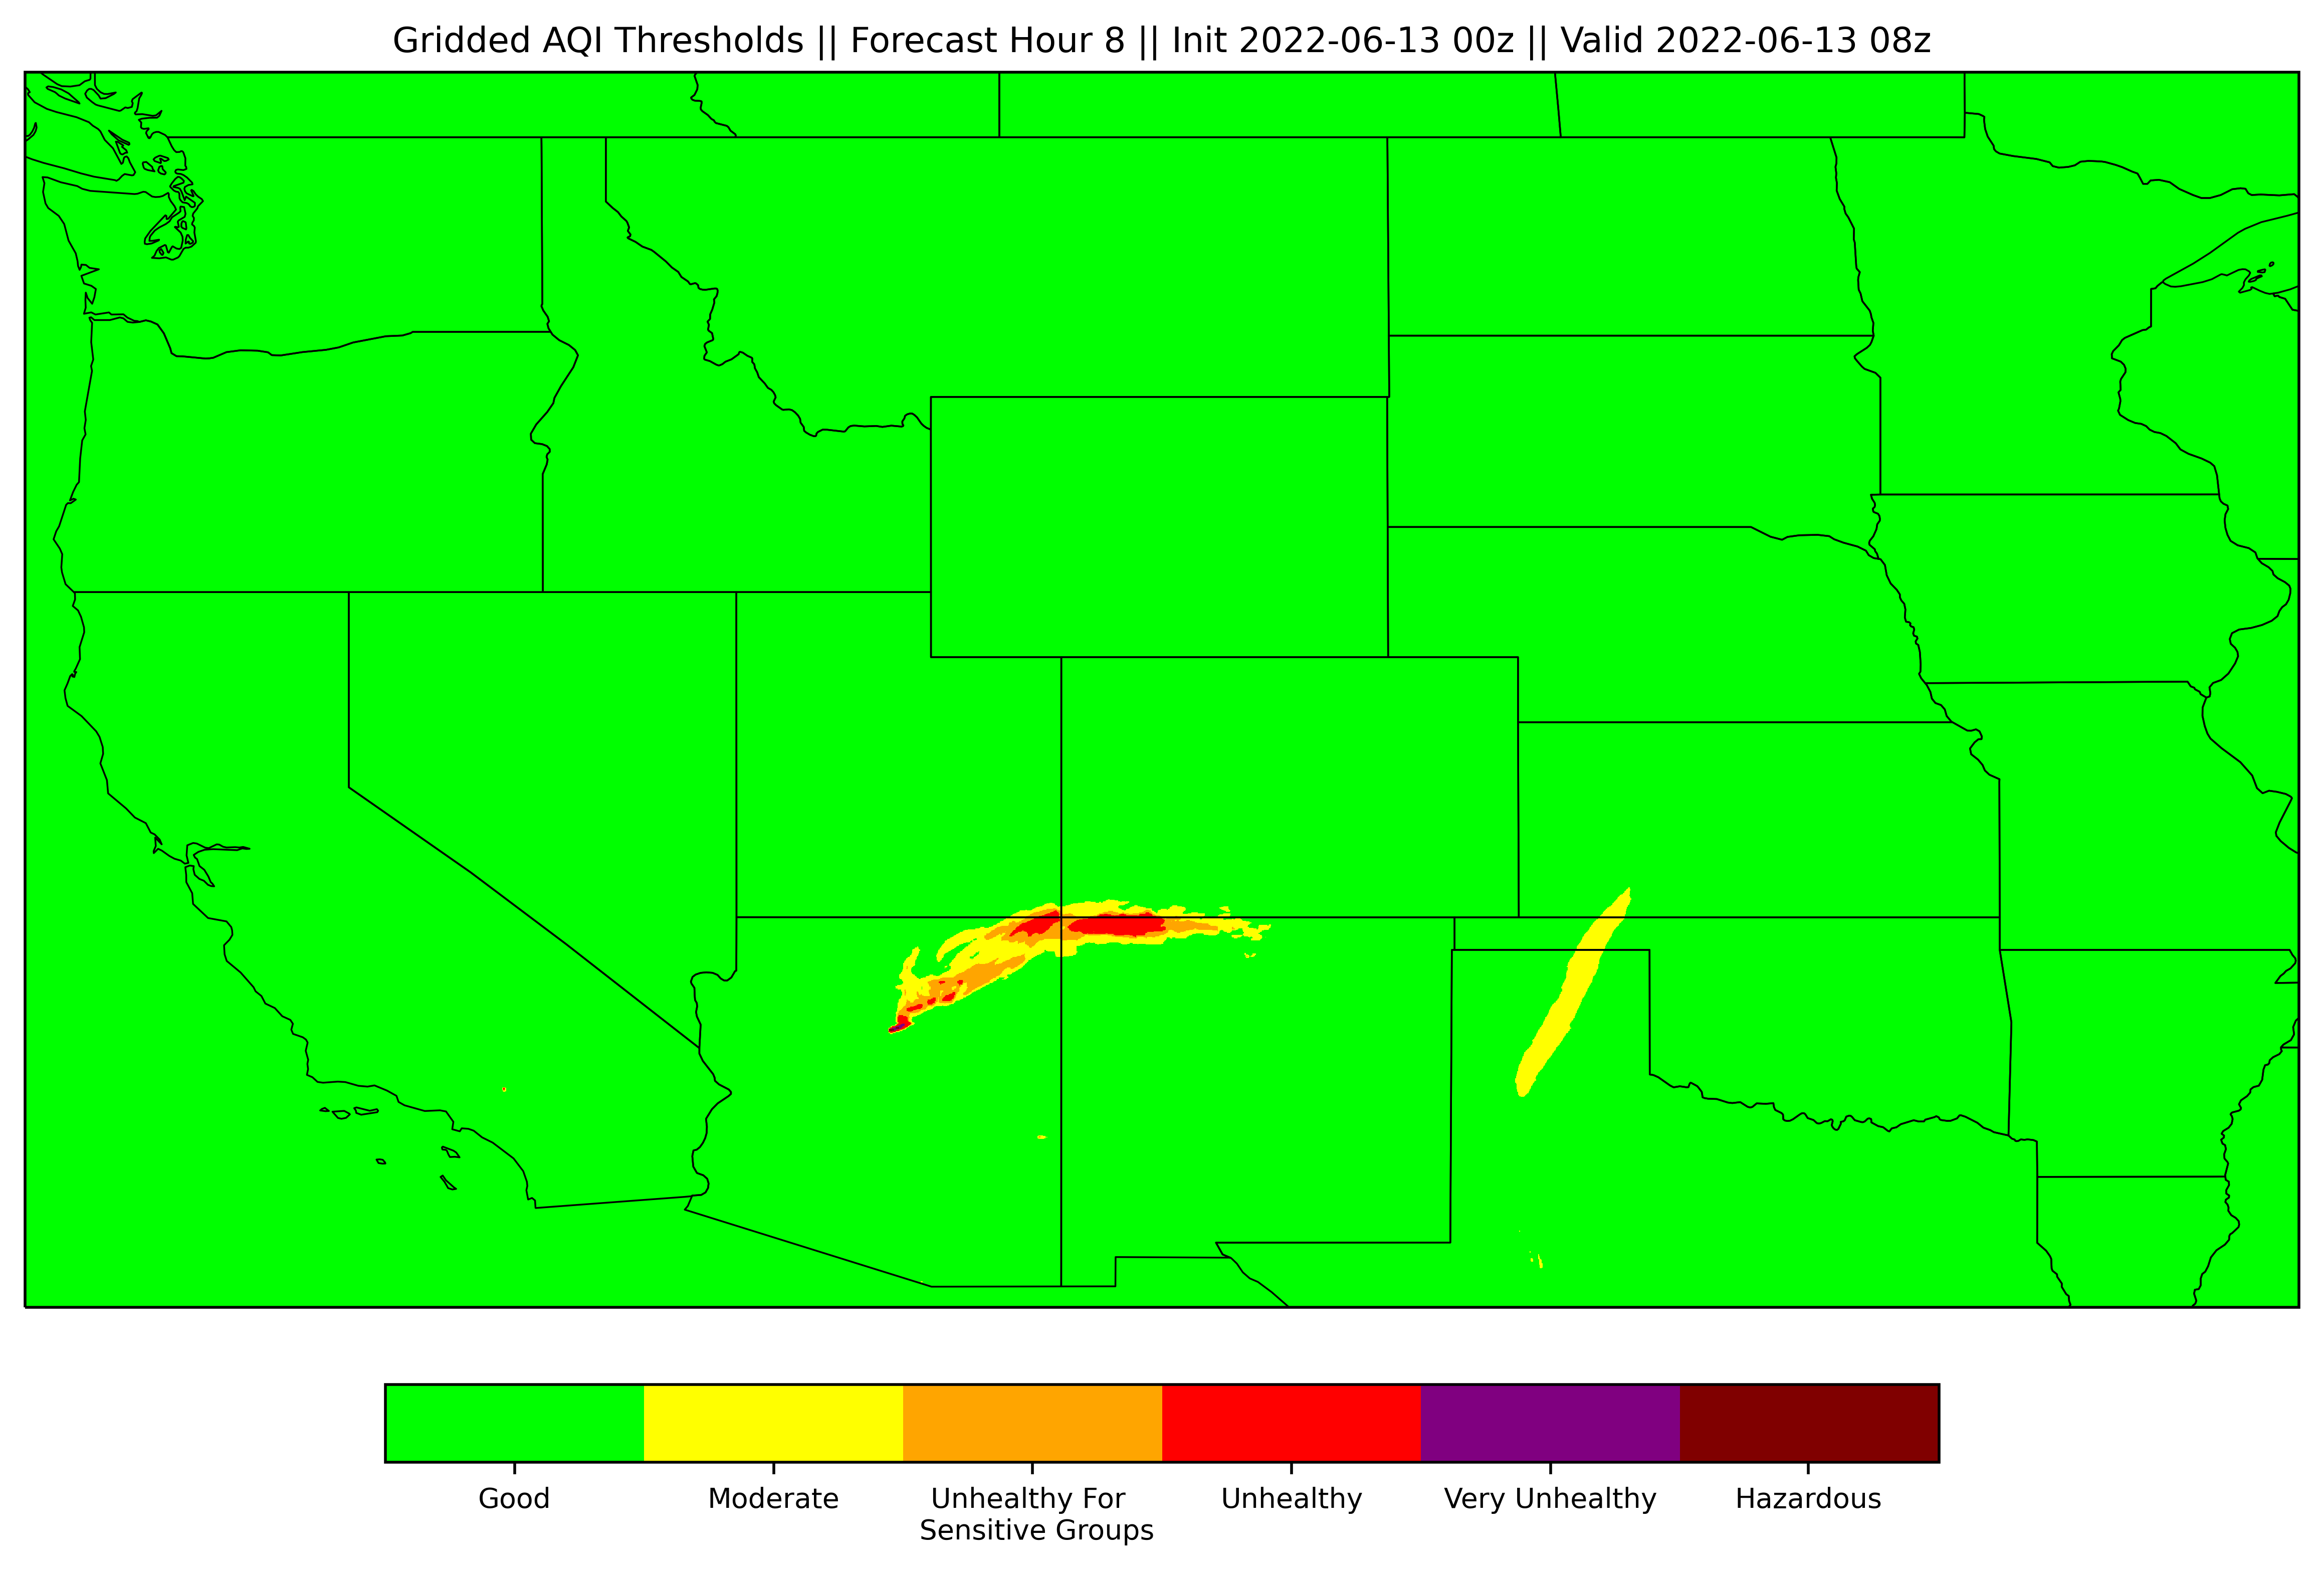 Gridded AQI Thresholds || Forecast Hour 8 || Init 2022-06-13 00z || Valid 2022-06-13 08z
Good
Moderate
Unhealthy For
Sensitive Groups
Unhealthy
Very Unhealthy
Hazardous